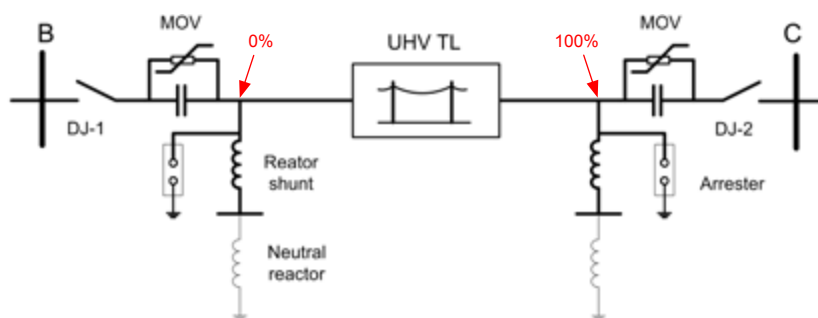 MOV
MOV
B
0%
UHV TL
100%
C
DJ-1
DJ-2
Reator
shunt
Arrester
Neutral
reactor